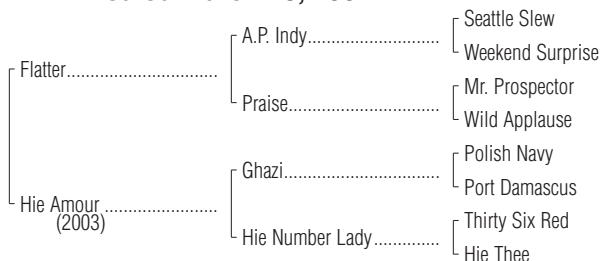 Seattle Slew
A.P. Indy
Weekend Surprise
Flatter
Mr. Prospector
Praise
Wild Applause
Polish Navy
Ghazi
Port Damascus
Hie Amour
(2003)
Thirty Six Red
Hie Number Lady
Hie Thee